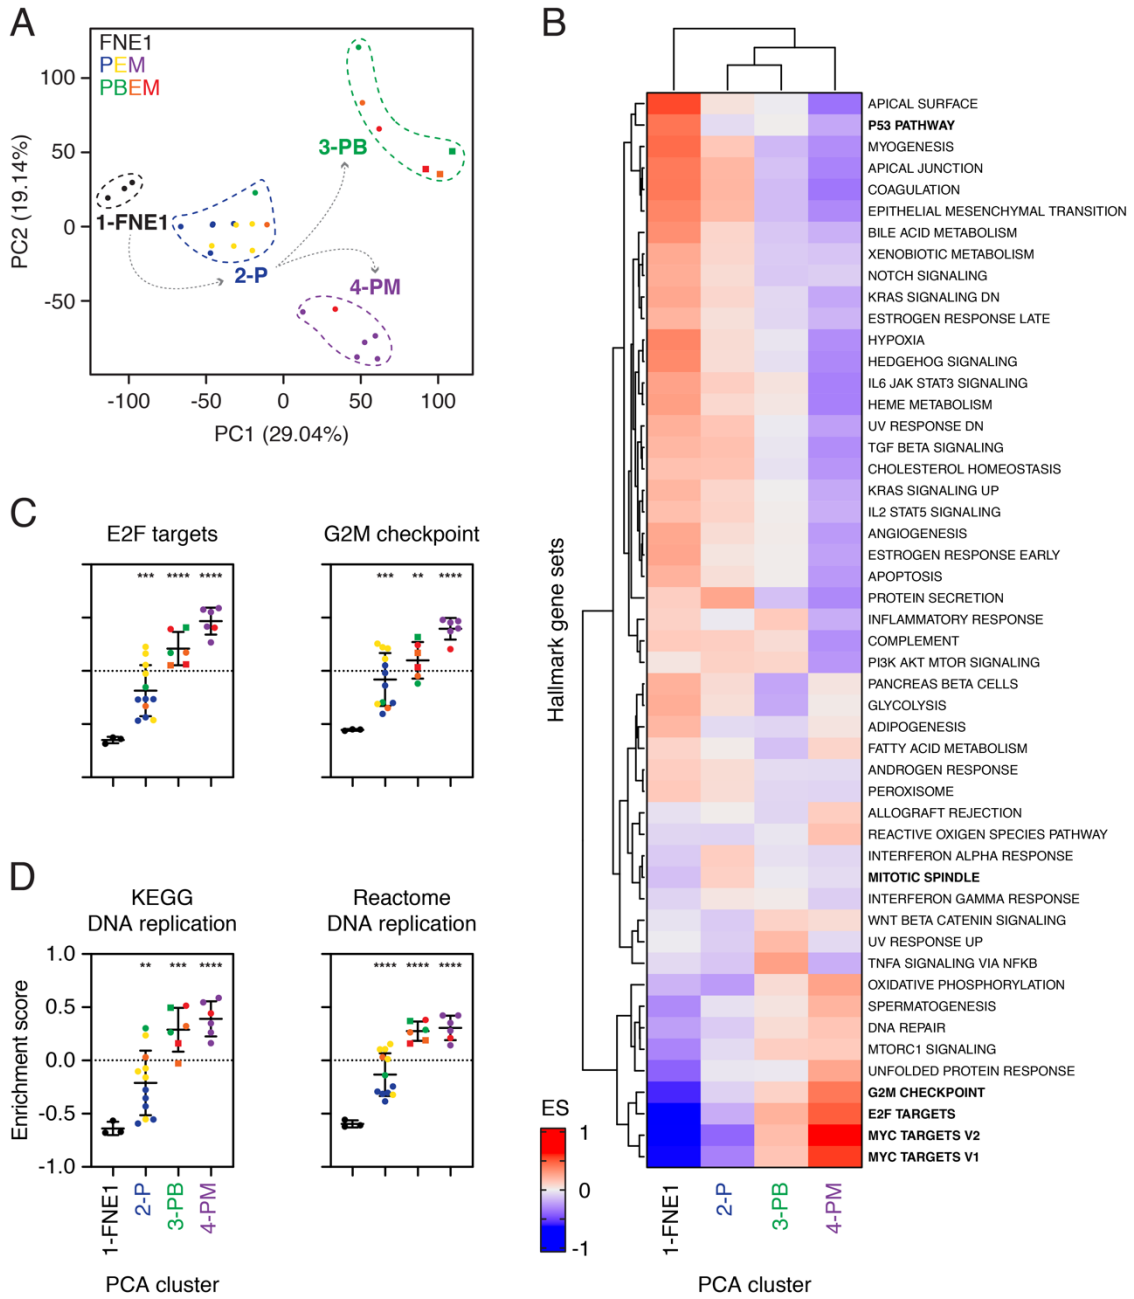 A
FNE1
PEM
PBEM
3-PB
1-FNE1
2-P
4-PM
100
50
0
-50
-100
-50
0
50
100
PC2 (19.14%)
PC1 (29.04%)
B
Hallmark gene sets
APICAL SURFACE
P53 PATHWAY
MYOGENESIS
APICAL JUNCTION
COAGULATION
EPITHELIAL MESENCHYMAL TRANSITION
BILE ACID METABOLISM
XENOBIOTIC METABOLISM
NOTCH SIGNALING
KRAS SIGNALING DN
ESTROGEN RESPONSE LATE
HYPOXIA
HEDGEHOG SIGNALING
IL6 JAK STAT3 SIGNALING
HEME METABOLISM
UV RESPONSE DN
TGF BETA SIGNALING
CHOLESTEROL HOMEOSTASIS
KRAS SIGNALING UP
IL2 STAT5 SIGNALING
ANGIOGENESIS
ESTROGEN RESPONSE EARLY
APOPTOSIS
PROTEIN SECRETION
INFLAMMATORY RESPONSE
COMPLEMENT
PI3K AKT MTOR SIGNALING
PANCREAS BETA CELLS
GLYCOLYSIS
ADIPOGENESIS
FATTY ACID METABOLISM
ANDROGEN RESPONSE
PEROXISOME
ALLOGRAFT REJECTION
REACTIVE OXIGEN SPECIES PATHWAY
INTERFERON ALPHA RESPONSE
MITOTIC SPINDLE
INTERFERON GAMMA RESPONSE
WNT BETA CATENIN SIGNALING
UV RESPONSE UP
TNFA SIGNALING VIA NFKB
OXIDATIVE PHOSPHORYLATION
SPERMATOGENESIS
DNA REPAIR
MTORC1 SIGNALING
UNFOLDED PROTEIN RESPONSE
G2M CHECKPOINT
E2F TARGETS
MYC TARGETS V2
MYC TARGETS V1
ES
1
0
-1
1-FNE1
2-P
3-PB
4-PM
PCA cluster
C
E2F targets
*** **** ****
G2M checkpoint
*** ** ****
D
KEGG
DNA replication
** *** ****
Reactome
DNA replication
**** **** ****
Enrichment score
1.0
0.5
0.0
-0.5
-1.0
1-FNE1
2-P
3-PB
4-PM
PCA cluster